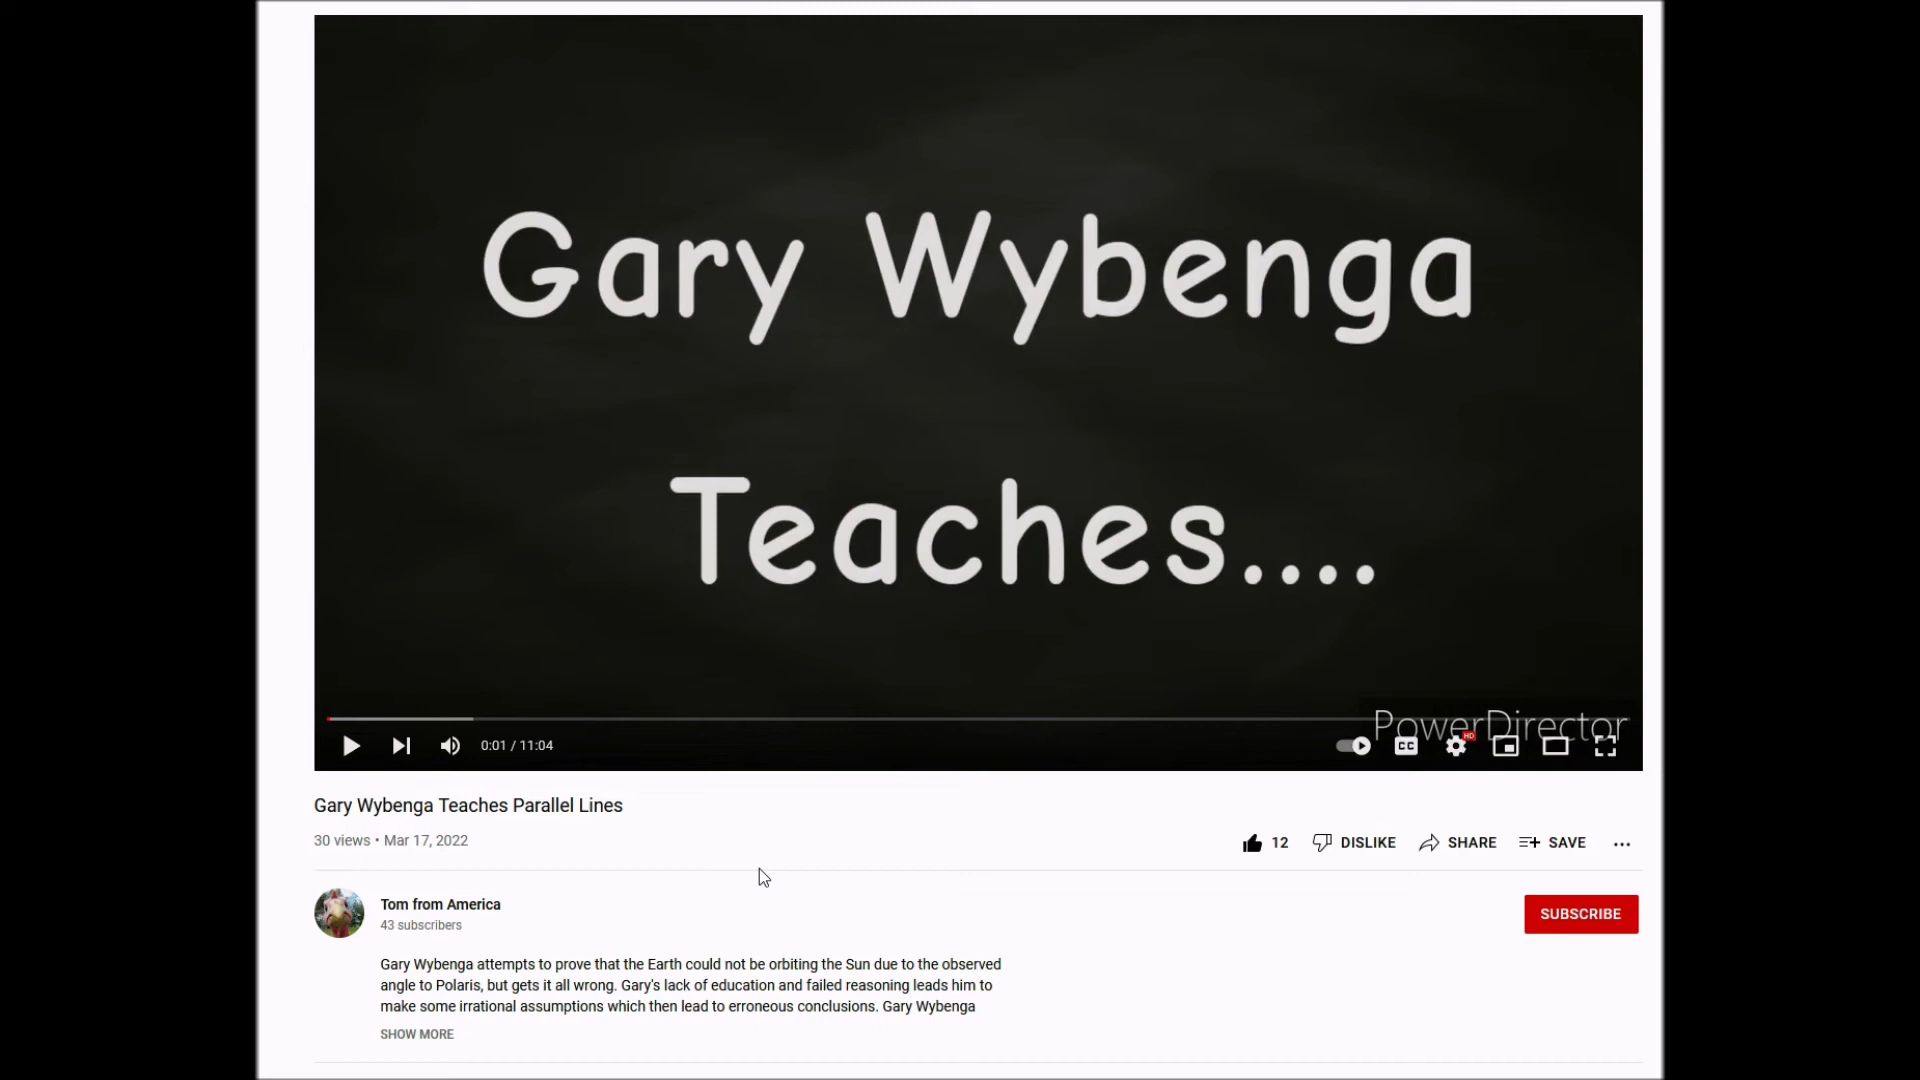 Gary Wybenga
Teaches....
PowerDirector
0:01 / 11:04
CC
HD
Gary Wybenga Teaches Parallel Lines
30 views • Mar 17, 2022
12 DISLIKE SHARE SAVE ...
Tom from America
43 subscribers
SUBSCRIBE
Gary Wybenga attempts to prove that the Earth could not be orbiting the Sun due to the observed
angle to Polaris, but gets it all wrong. Gary's lack of education and failed reasoning leads him to
make some irrational assumptions which then lead to erroneous conclusions. Gary Wybenga
SHOW MORE